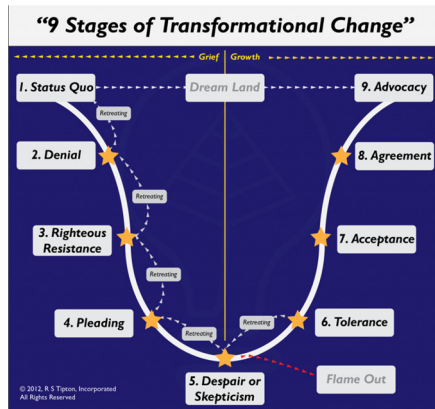 “9 Stages of Transformational Change”
Grief
Growth
1. Status Quo
Dream Land
9. Advocacy
Retreating
2. Denial
8. Agreement
Retreating
3. Righteous
Resistance
7. Acceptance
Retreating
4. Pleading
Retreating
Retreating
6. Tolerance
5. Despair or
Skepticism
Flame Out
© 2012, R S Tipton, Incorporated
All Rights Reserved